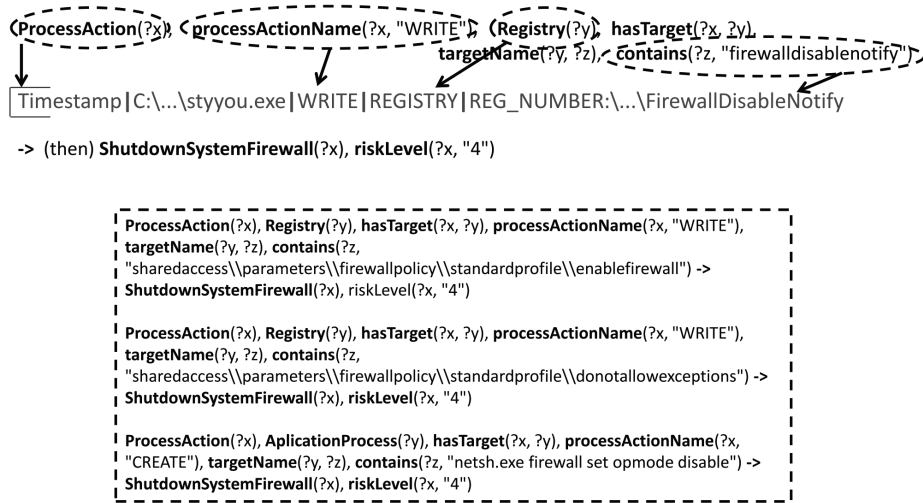 ProcessAction(?x), processActionName(?x, "WRITE"), Registry(?y), hasTarget(?x, ?y),
targetName(?y, ?z), contains(?z, "firewalldisablenotify")
Timestamp|C:\...\styyou.exe|WRITE|REGISTRY|REG_NUMBER:\...\FirewallDisableNotify
-> (then) ShutdownSystemFirewall(?x), riskLevel(?x, "4")
ProcessAction(?x), Registry(?y), hasTarget(?x, ?y), processActionName(?x, "WRITE"),
targetName(?y, ?z), contains(?z,
"sharedaccess\\parameters\\firewallpolicy\\standardprofile\\enablefirewall") ->
ShutdownSystemFirewall(?x), riskLevel(?x, "4")
ProcessAction(?x), Registry(?y), hasTarget(?x, ?y), processActionName(?x, "WRITE"),
targetName(?y, ?z), contains(?z,
"sharedaccess\\parameters\\firewallpolicy\\standardprofile\\donotallowexceptions") ->
ShutdownSystemFirewall(?x), riskLevel(?x, "4")
ProcessAction(?x), AplicationProcess(?y), hasTarget(?x, ?y), processActionName(?x,
"CREATE"), targetName(?y, ?z), contains(?z, "netsh.exe firewall set opmode disable") ->
ShutdownSystemFirewall(?x), riskLevel(?x, "4")